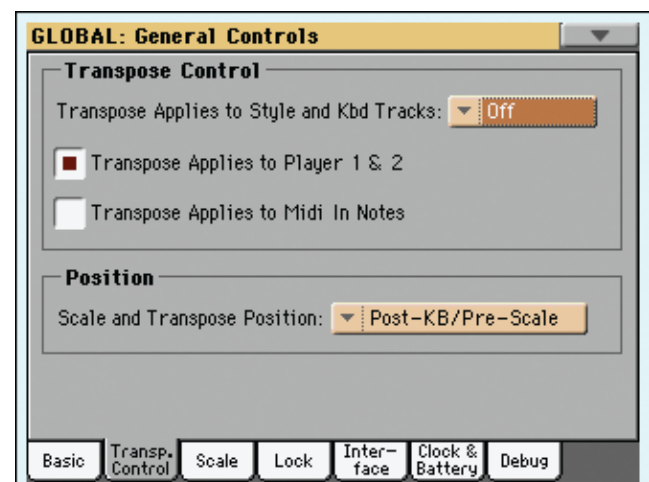 GLOBAL: General Controls
Transpose Control
Transpose Applies to Style and Kbd Tracks: Off
Transpose Applies to Player 1 & 2
Transpose Applies to Midi In Notes
Position
Scale and Transpose Position: Post-KB/Pre-Scale
Basic
Transp.
Control
Scale
Lock
Inter-
face
Clock &
Battery
Debug